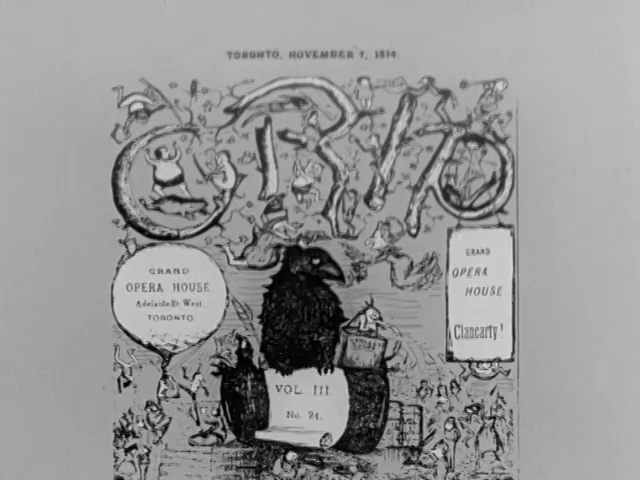 TORONTO, NOVEMBER 7, 1874.
GRIP
GRAND
OPERA HOUSE
Adelaide St. West,
TORONTO
GRAND
OPERA
HOUSE
Clancarty!
VOL. III.
No. 24.